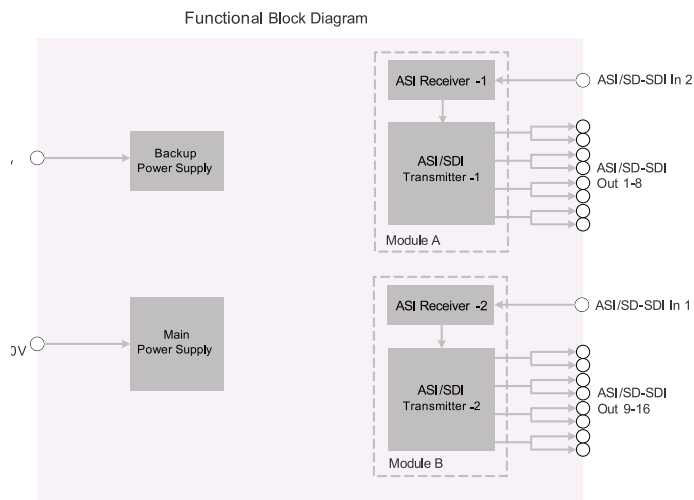 Functional Block Diagram
ASI Receiver -1
ASI/SD-SDI In 2
Backup
Power Supply
ASI/SDI
Transmitter -1
ASI/SD-SDI
Out 1-8
Module A
ASI Receiver -2
ASI/SD-SDI In 1
Main
Power Supply
0V
ASI/SDI
Transmitter -2
ASI/SD-SDI
Out 9-16
Module B